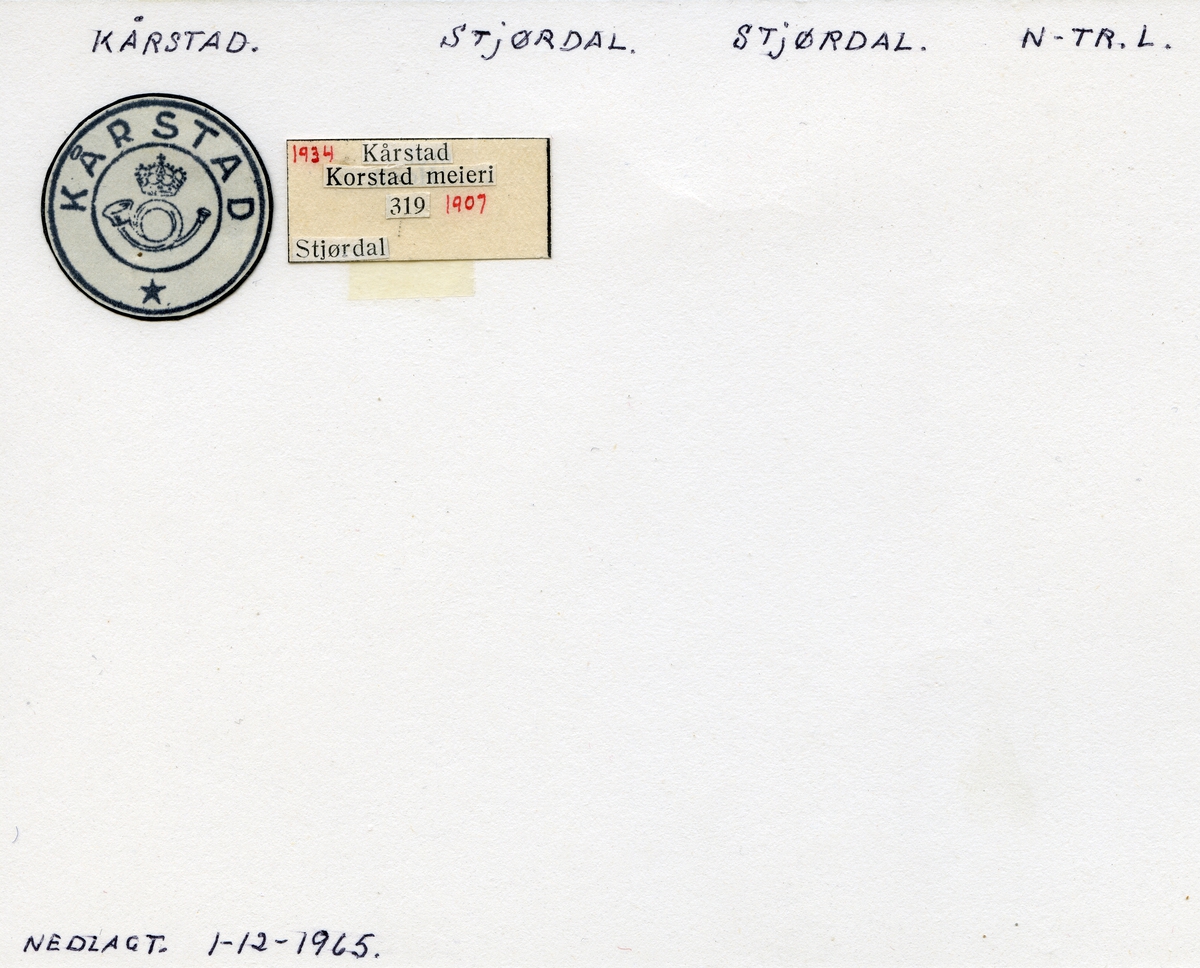 KÅRSTAD. STjØRDAL. STjØRDAL. N-TR.L.
KÅRSTAD
1934 Kårstad
Korstad meieri
319 1907
Stjørdal
NEDLAGT. 1-12-1965.